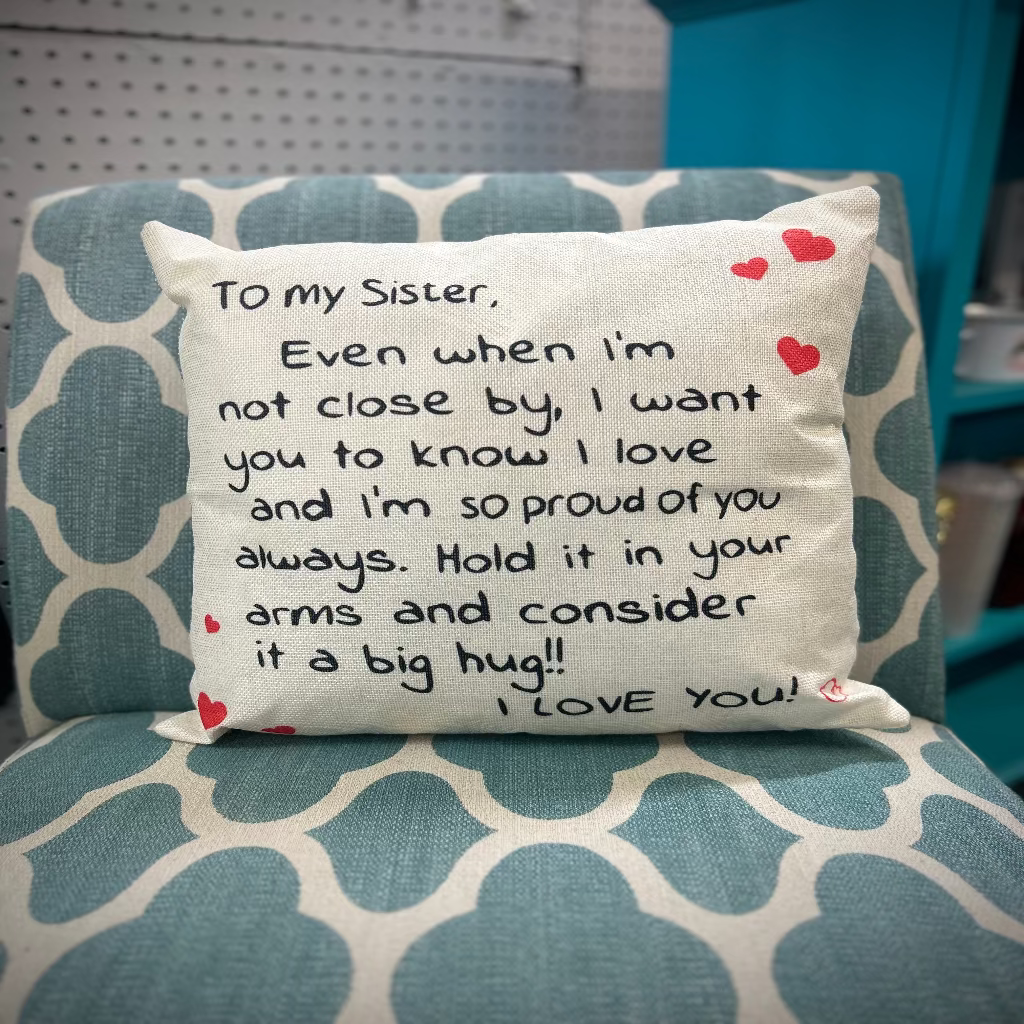 To my Sister,
Even when I'm
not close by, I want
you to know I love
and I'm so proud of you
always. Hold it in your
arms and consider
it a big hug!!
I LOVE YOU!